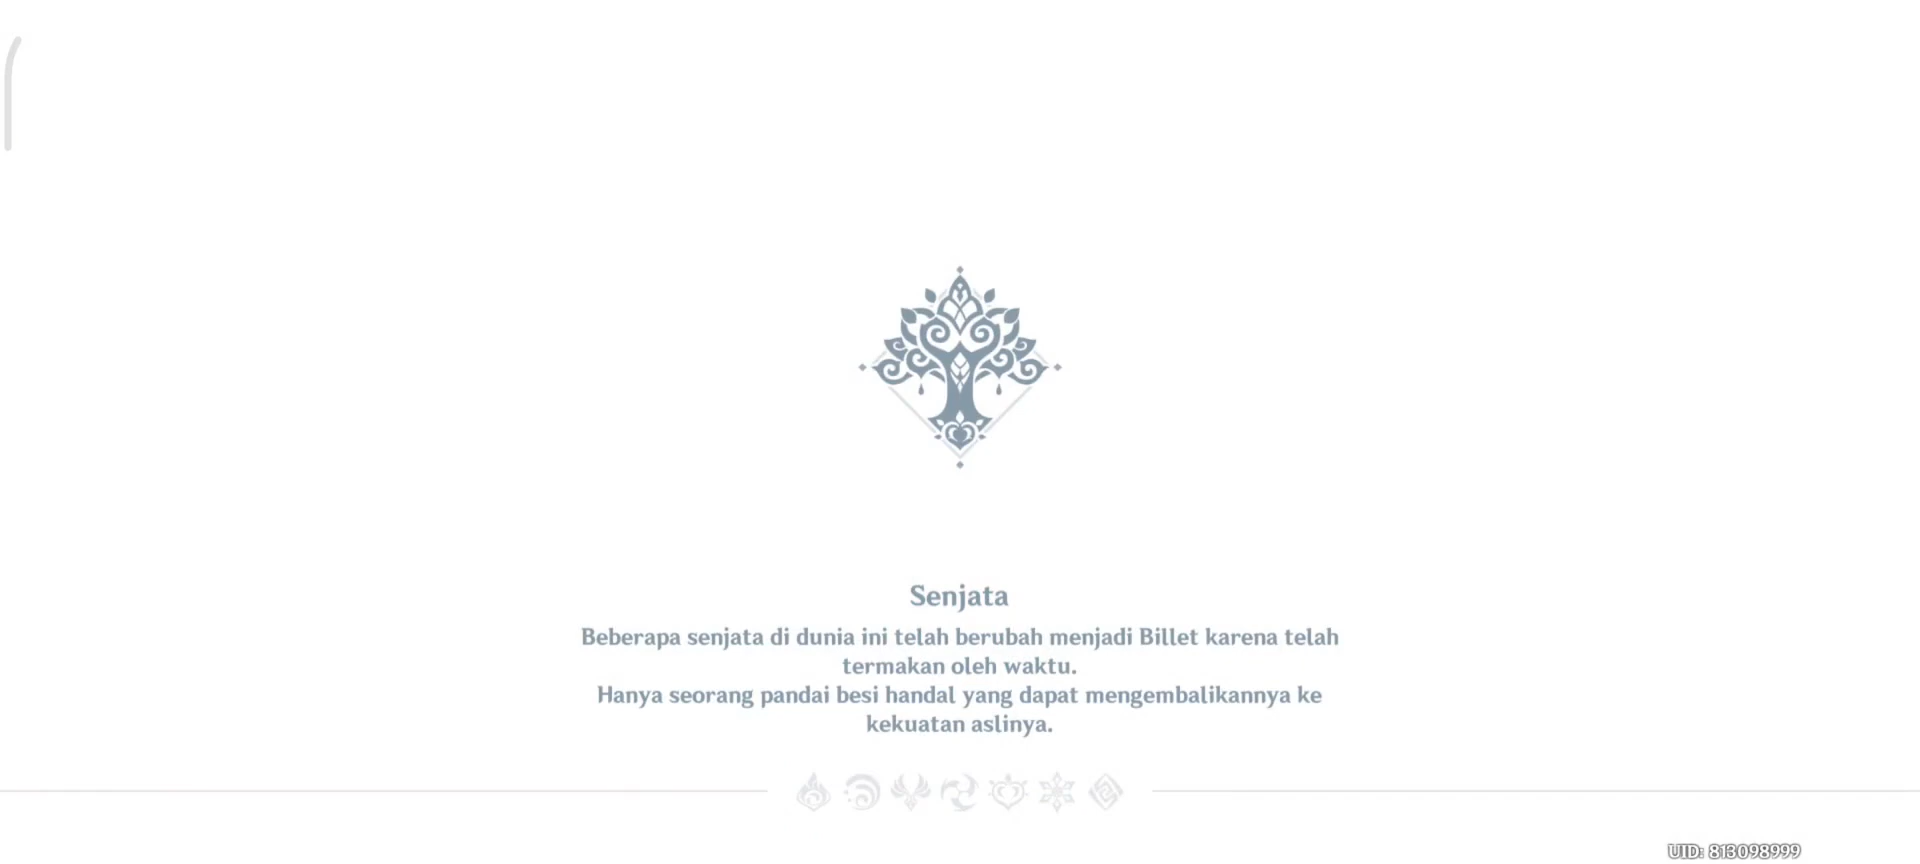 Senjata
Beberapa senjata di dunia ini telah berubah menjadi Billet karena telah
termakan oleh waktu.
Hanya seorang pandai besi handal yang dapat mengembalikannya ke
kekuatan aslinya.
UID: 813098999